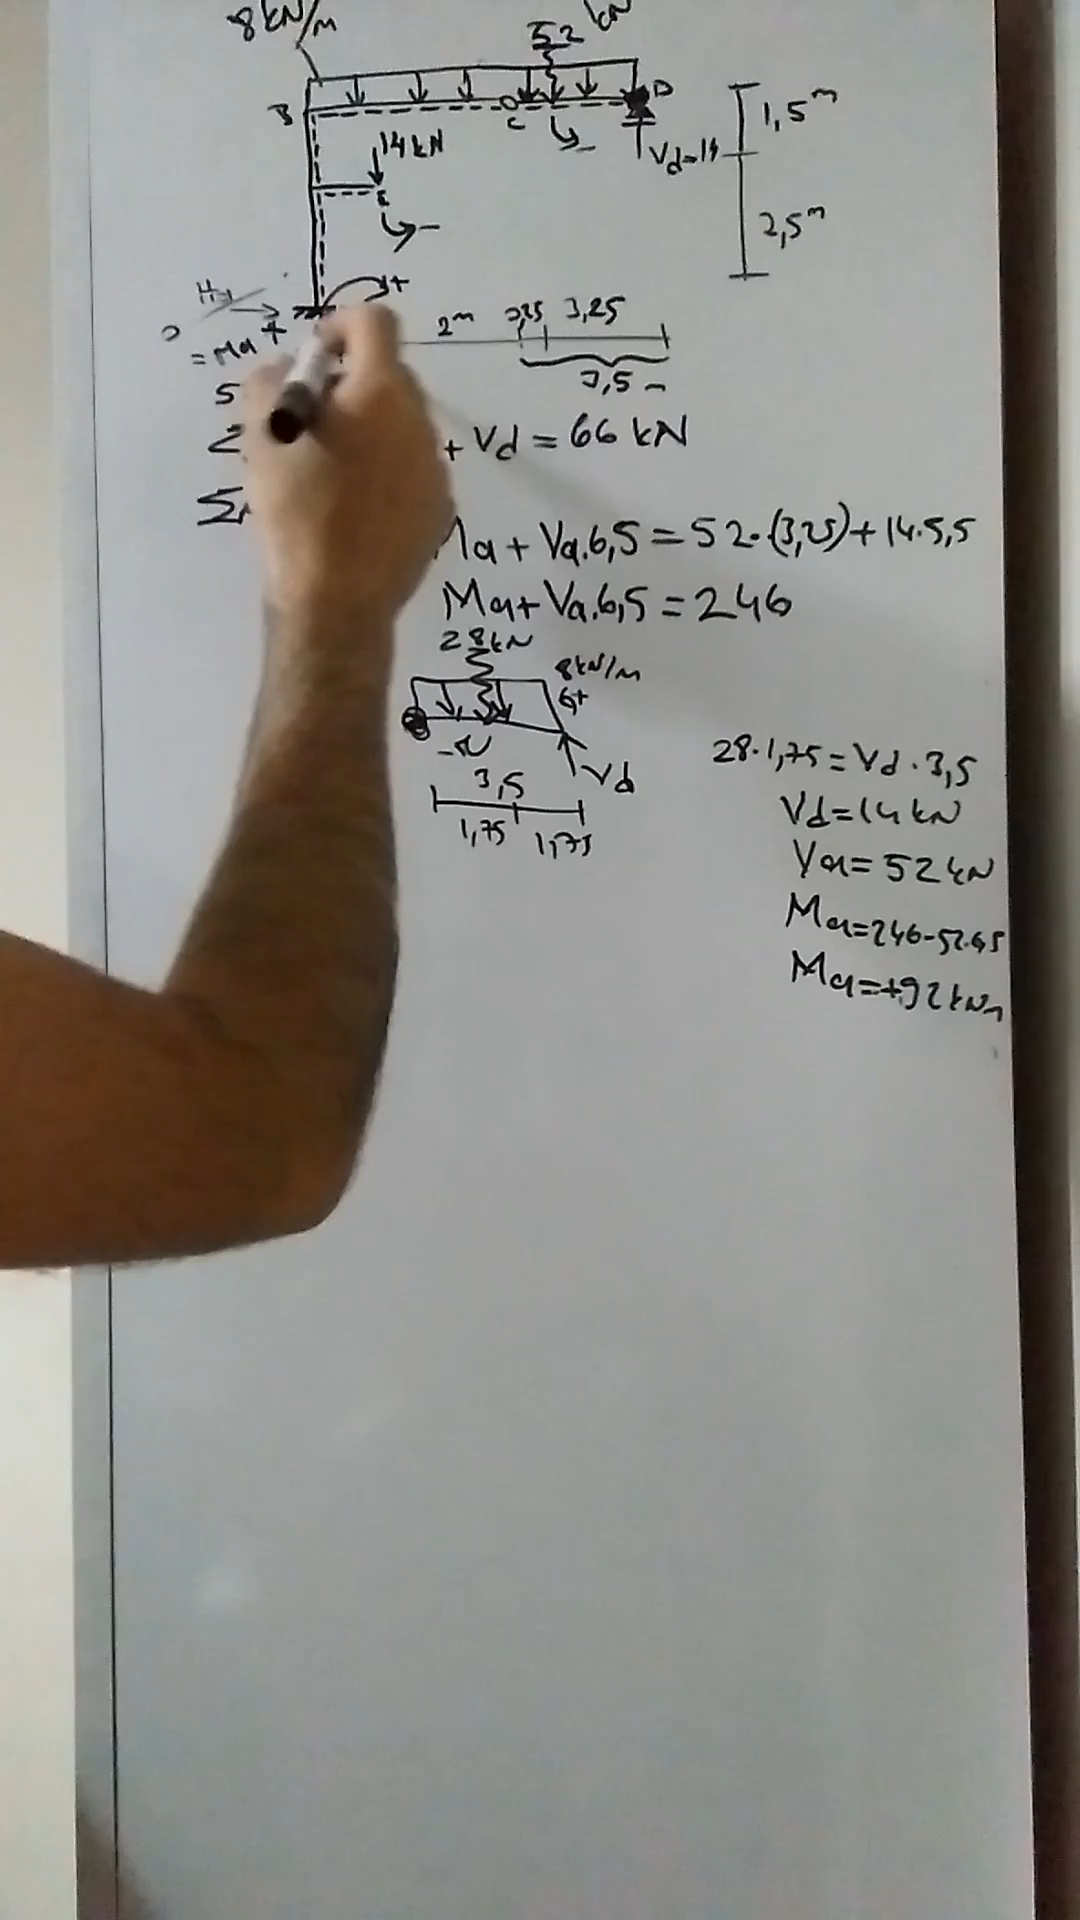 8 kN/m
52 kN
B
C
D
1,5 m
14 kN
Vd=14
E
2,5 m
+
2 m 3,25
= Ma +
3,5 m
+ Vd = 66 kN
Ma + Va.6,5 = 52.(3,25) + 14.5,5
Ma + Va.6,5 = 246
28 kN
8 kN/m
Vd
3,5
1,75 1,75
28.1,75 = Vd.3,5
Vd = 14 kN
Va = 52 kN
Ma = 246-52.6,5
Ma = +92 kNm